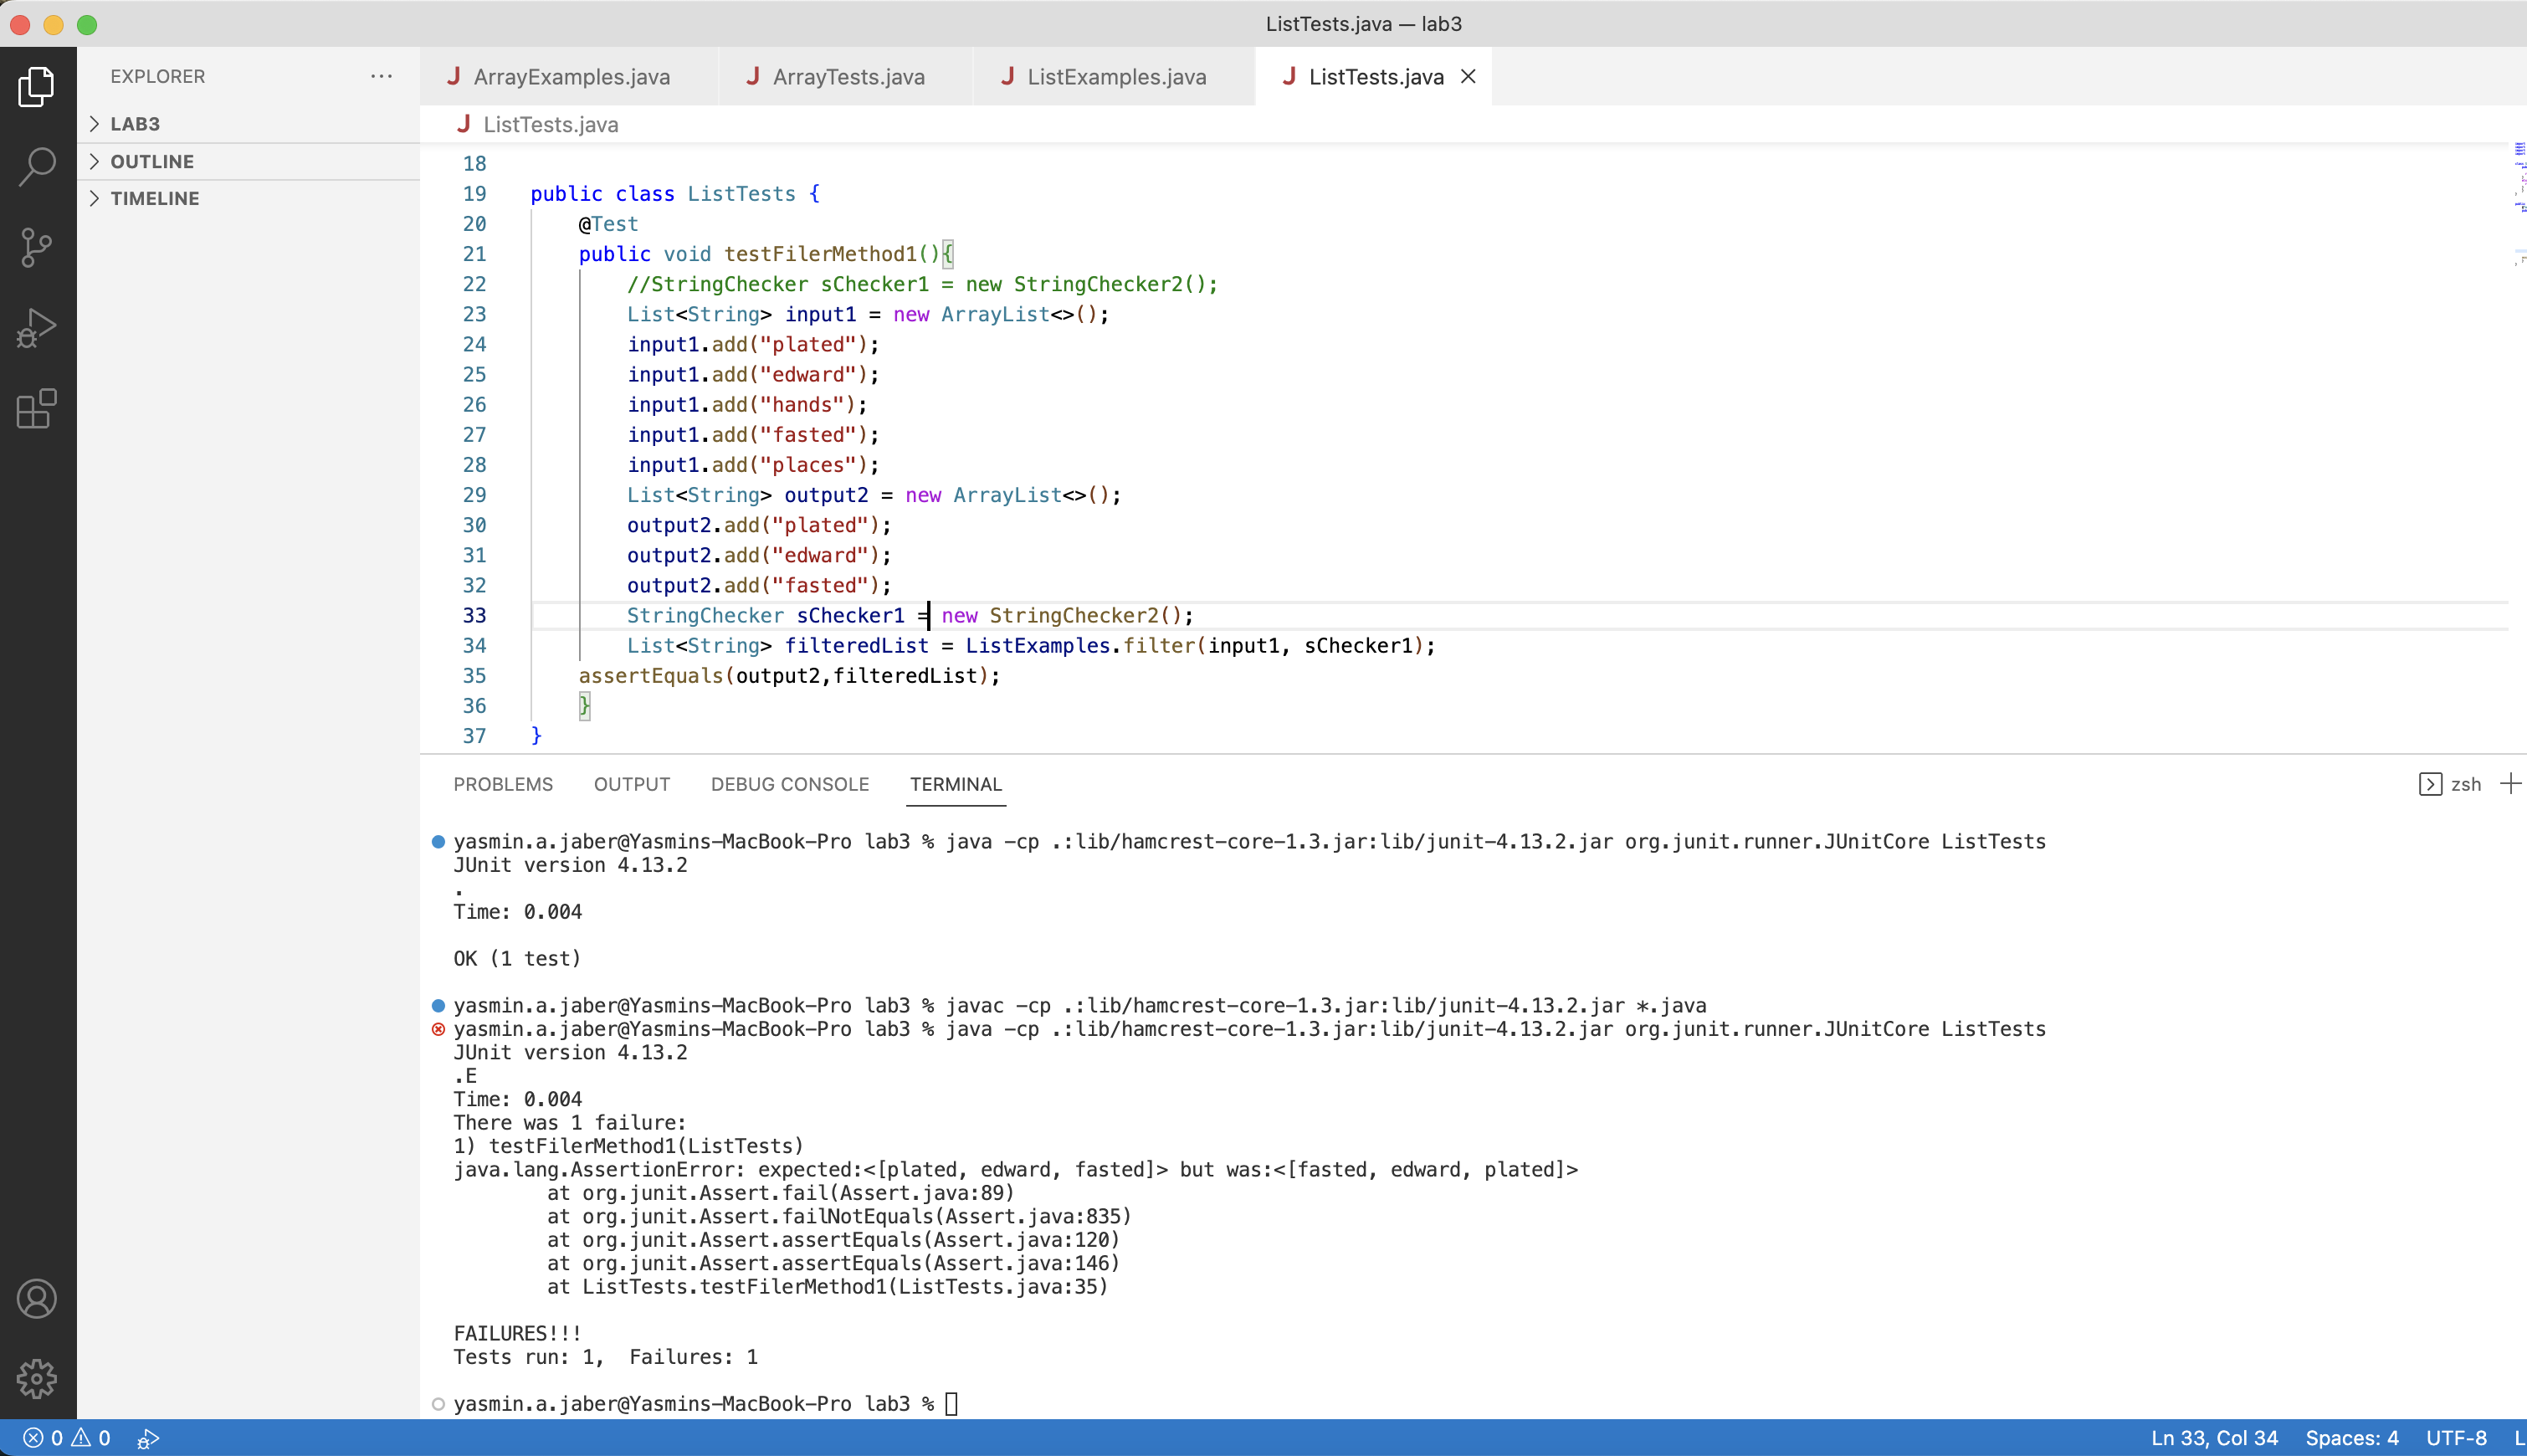 ListTests.java — lab3
EXPLORER
LAB3
OUTLINE
TIMELINE
ArrayExamples.java
ArrayTests.java
ListExamples.java
ListTests.java
ListTests.java
18
19 public class ListTests {
20 @Test
21 public void testFilerMethod1(){
22 //StringChecker sChecker1 = new StringChecker2();
23 List<String> input1 = new ArrayList<>();
24 input1.add("plated");
25 input1.add("edward");
26 input1.add("hands");
27 input1.add("fasted");
28 input1.add("places");
29 List<String> output2 = new ArrayList<>();
30 output2.add("plated");
31 output2.add("edward");
32 output2.add("fasted");
33 StringChecker sChecker1 = new StringChecker2();
34 List<String> filteredList = ListExamples.filter(input1, sChecker1);
35 assertEquals(output2,filteredList);
36 }
37 }
PROBLEMS OUTPUT DEBUG CONSOLE TERMINAL
zsh
yasmin.a.jaber@Yasmins-MacBook-Pro lab3 % java -cp .:lib/hamcrest-core-1.3.jar:lib/junit-4.13.2.jar org.junit.runner.JUnitCore ListTests
JUnit version 4.13.2
.
Time: 0.004
OK (1 test)
yasmin.a.jaber@Yasmins-MacBook-Pro lab3 % javac -cp .:lib/hamcrest-core-1.3.jar:lib/junit-4.13.2.jar *.java
yasmin.a.jaber@Yasmins-MacBook-Pro lab3 % java -cp .:lib/hamcrest-core-1.3.jar:lib/junit-4.13.2.jar org.junit.runner.JUnitCore ListTests
JUnit version 4.13.2
.E
Time: 0.004
There was 1 failure:
1) testFilerMethod1(ListTests)
java.lang.AssertionError: expected:<[plated, edward, fasted]> but was:<[fasted, edward, plated]>
at org.junit.Assert.fail(Assert.java:89)
at org.junit.Assert.failNotEquals(Assert.java:835)
at org.junit.Assert.assertEquals(Assert.java:120)
at org.junit.Assert.assertEquals(Assert.java:146)
at ListTests.testFilerMethod1(ListTests.java:35)
FAILURES!!!
Tests run: 1,  Failures: 1
yasmin.a.jaber@Yasmins-MacBook-Pro lab3 %
0 0
Ln 33, Col 34 Spaces: 4 UTF-8